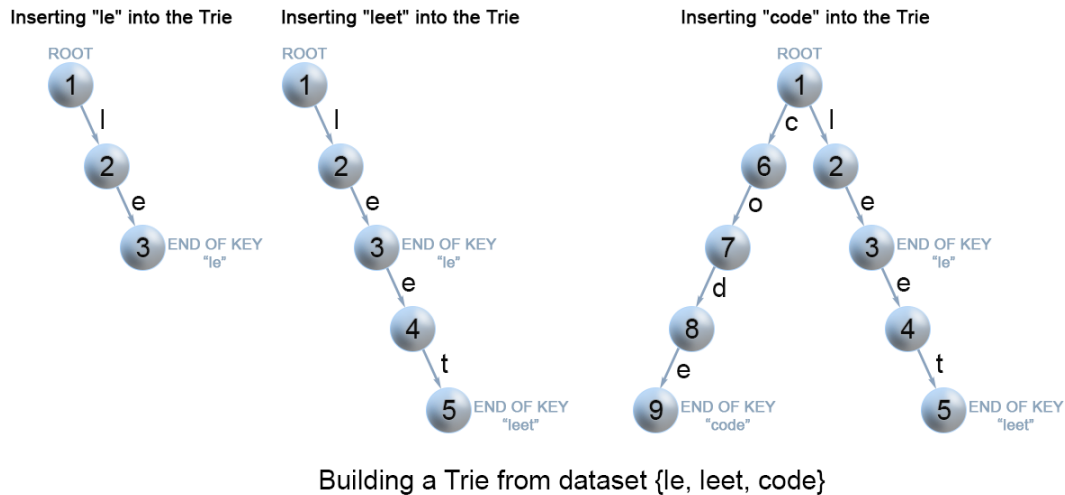 Inserting "le" into the Trie
ROOT
1
l
2
e
3 END OF KEY
"le"
Inserting "leet" into the Trie
ROOT
1
l
2
e
3 END OF KEY
"le"
e
4
t
5 END OF KEY
"leet"
Inserting "code" into the Trie
ROOT
1
c l
6 2
o e
7 3 END OF KEY
"le"
d e
8 4
e t
9 END OF KEY 5 END OF KEY
"code" "leet"
Building a Trie from dataset {le, leet, code}